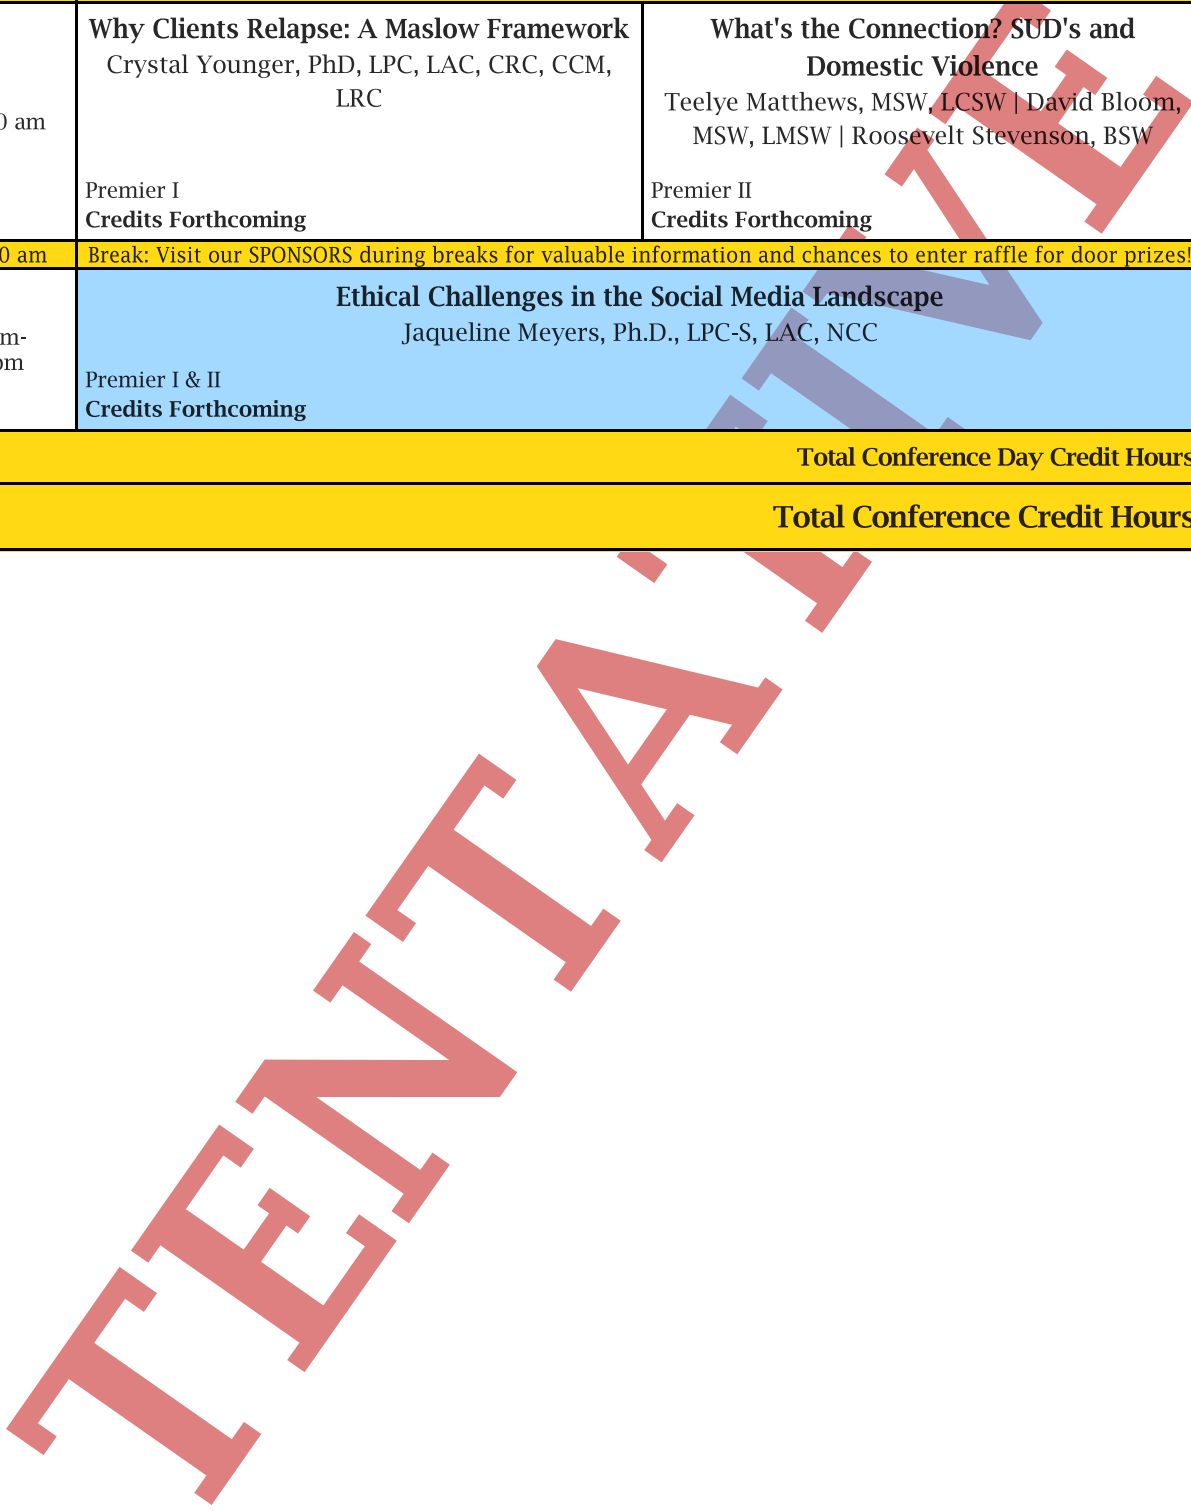 Why Clients Relapse: A Maslow Framework
Crystal Younger, PhD, LPC, LAC, CRC, CCM,
LRC
0 am
Premier I
Credits Forthcoming
What's the Connection? SUD's and
Domestic Violence
Teelye Matthews, MSW, LCSW | David Bloom,
MSW, LMSW | Roosevelt Stevenson, BSW
Premier II
Credits Forthcoming
0 am
Break: Visit our SPONSORS during breaks for valuable information and chances to enter raffle for door prizes!
Ethical Challenges in the Social Media Landscape
Jaqueline Meyers, Ph.D., LPC-S, LAC, NCC
m-
pm
Premier I & II
Credits Forthcoming
Total Conference Day Credit Hours
Total Conference Credit Hours
TENTATIVE